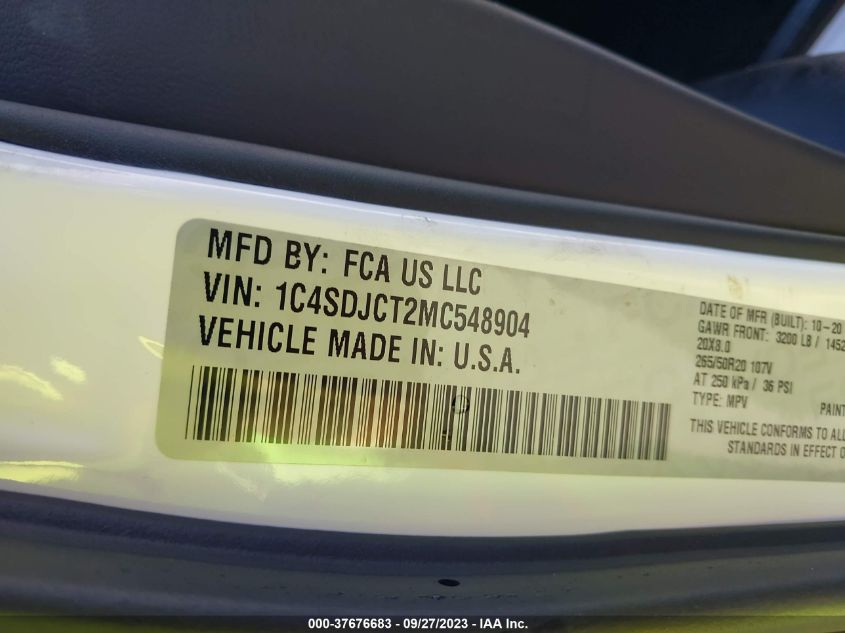 MFD BY: FCA US LLC
VIN: 1C4SDJCT2MC548904
VEHICLE MADE IN: U.S.A.
DATE OF MFR (BUILT): 10-20
GAWR FRONT: 3200 LB / 1452
20X8.0
265/50R20 107V
AT 250 kPa / 36 PSI
TYPE: MPV PAINT
THIS VEHICLE CONFORMS TO ALL
STANDARDS IN EFFECT O
000-37676683 / 09/27/2023 - IAA Inc.